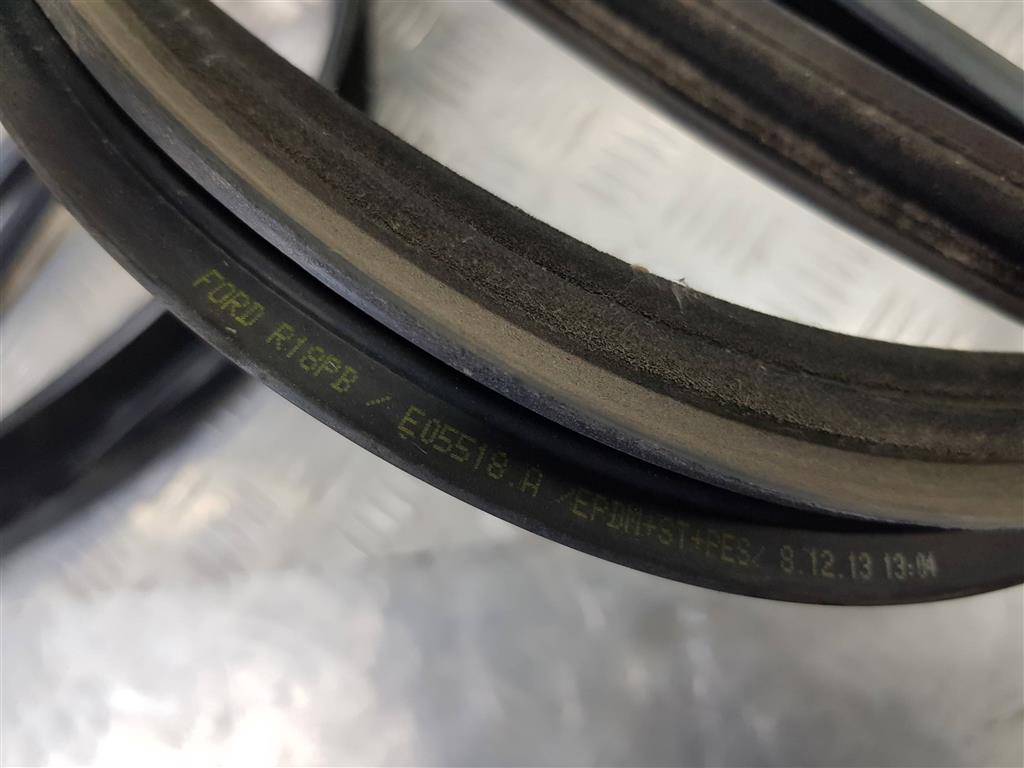 FORD R18PB / E05518.A /EPDM+ST+PES/ 8.12.13 13:04